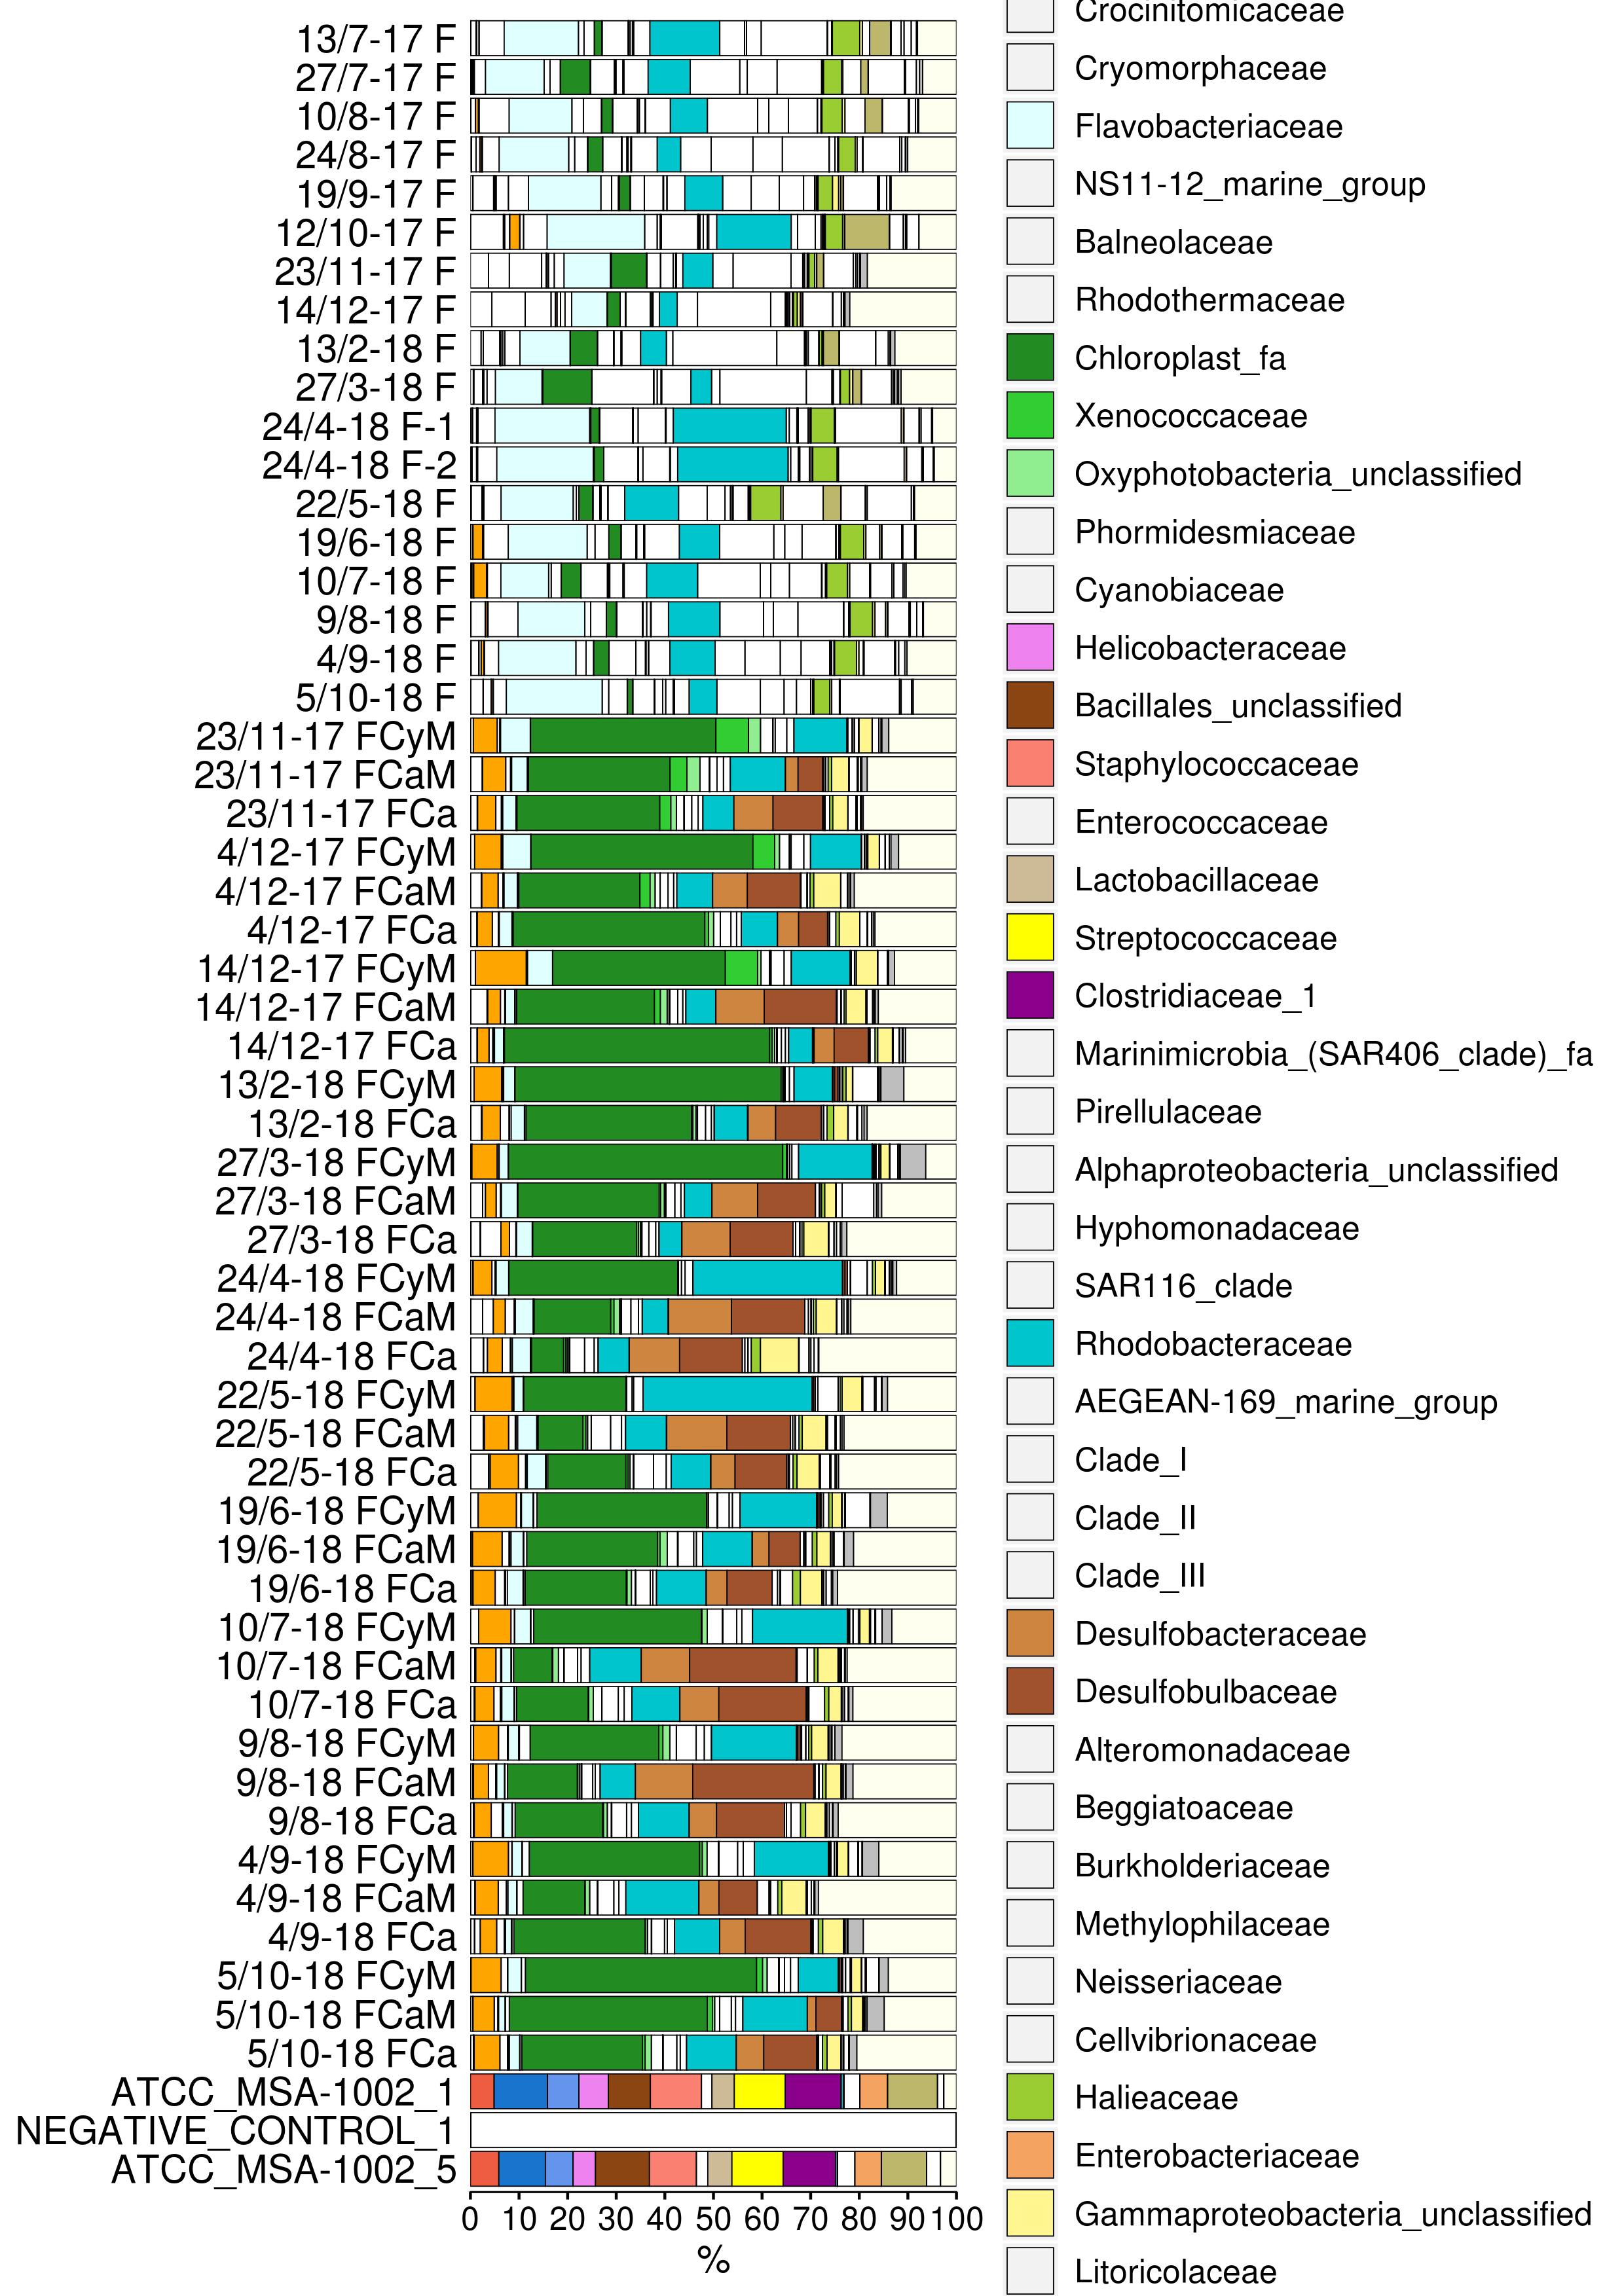 13/7-17 F
27/7-17 F
10/8-17 F
24/8-17 F
19/9-17 F
12/10-17 F
23/11-17 F
14/12-17 F
13/2-18 F
27/3-18 F
24/4-18 F-1
24/4-18 F-2
22/5-18 F
19/6-18 F
10/7-18 F
9/8-18 F
4/9-18 F
5/10-18 F
23/11-17 FCyM
23/11-17 FCaM
23/11-17 FCa
4/12-17 FCyM
4/12-17 FCaM
4/12-17 FCa
14/12-17 FCyM
14/12-17 FCaM
14/12-17 FCa
13/2-18 FCyM
13/2-18 FCa
27/3-18 FCyM
27/3-18 FCaM
27/3-18 FCa
24/4-18 FCyM
24/4-18 FCaM
24/4-18 FCa
22/5-18 FCyM
22/5-18 FCaM
22/5-18 FCa
19/6-18 FCyM
19/6-18 FCaM
19/6-18 FCa
10/7-18 FCyM
10/7-18 FCaM
10/7-18 FCa
9/8-18 FCyM
9/8-18 FCaM
9/8-18 FCa
4/9-18 FCyM
4/9-18 FCaM
4/9-18 FCa
5/10-18 FCyM
5/10-18 FCaM
5/10-18 FCa
ATCC_MSA-1002_1
NEGATIVE_CONTROL_1
ATCC_MSA-1002_5
0 10 20 30 40 50 60 70 80 90 100
%
Crocinitomicaceae
Cryomorphaceae
Flavobacteriaceae
NS11-12_marine_group
Balneolaceae
Rhodothermaceae
Chloroplast_fa
Xenococcaceae
Oxyphotobacteria_unclassified
Phormidesmiaceae
Cyanobiaceae
Helicobacteraceae
Bacillales_unclassified
Staphylococcaceae
Enterococcaceae
Lactobacillaceae
Streptococcaceae
Clostridiaceae_1
Marinimicrobia_(SAR406_clade)_fa
Pirellulaceae
Alphaproteobacteria_unclassified
Hyphomonadaceae
SAR116_clade
Rhodobacteraceae
AEGEAN-169_marine_group
Clade_I
Clade_II
Clade_III
Desulfobacteraceae
Desulfobulbaceae
Alteromonadaceae
Beggiatoaceae
Burkholderiaceae
Methylophilaceae
Neisseriaceae
Cellvibrionaceae
Halieaceae
Enterobacteriaceae
Gammaproteobacteria_unclassified
Litoricolaceae